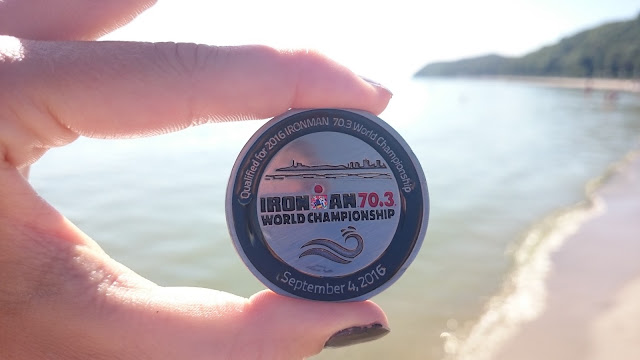 Qualified for 2016 IRONMAN 70.3 World Championship
IRONMAN 70.3
WORLD CHAMPIONSHIP
September 4, 2016